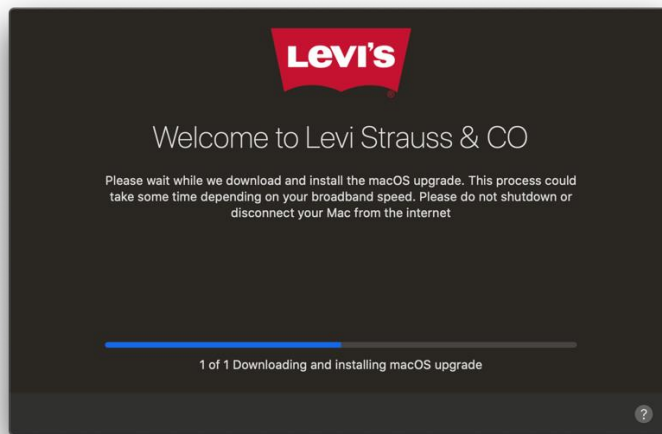 LEVI'S
®
Welcome to Levi Strauss & CO
Please wait while we download and install the macOS upgrade. This process could
take some time depending on your broadband speed. Please do not shutdown or
disconnect your Mac from the internet
1 of 1 Downloading and installing macOS upgrade
?